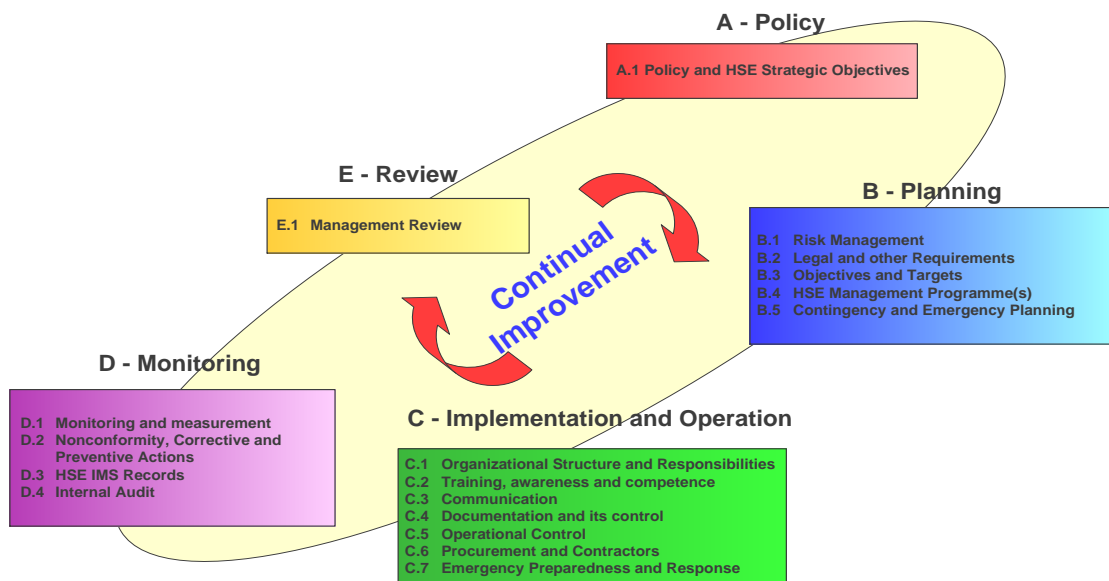 A - Policy
A.1 Policy and HSE Strategic Objectives
E - Review
E.1 Management Review
B - Planning
B.1 Risk Management
B.2 Legal and other Requirements
B.3 Objectives and Targets
B.4 HSE Management Programme(s)
B.5 Contingency and Emergency Planning
Continual
Improvement
D - Monitoring
D.1 Monitoring and measurement
D.2 Nonconformity, Corrective and
Preventive Actions
D.3 HSE IMS Records
D.4 Internal Audit
C - Implementation and Operation
C.1 Organizational Structure and Responsibilities
C.2 Training, awareness and competence
C.3 Communication
C.4 Documentation and its control
C.5 Operational Control
C.6 Procurement and Contractors
C.7 Emergency Preparedness and Response